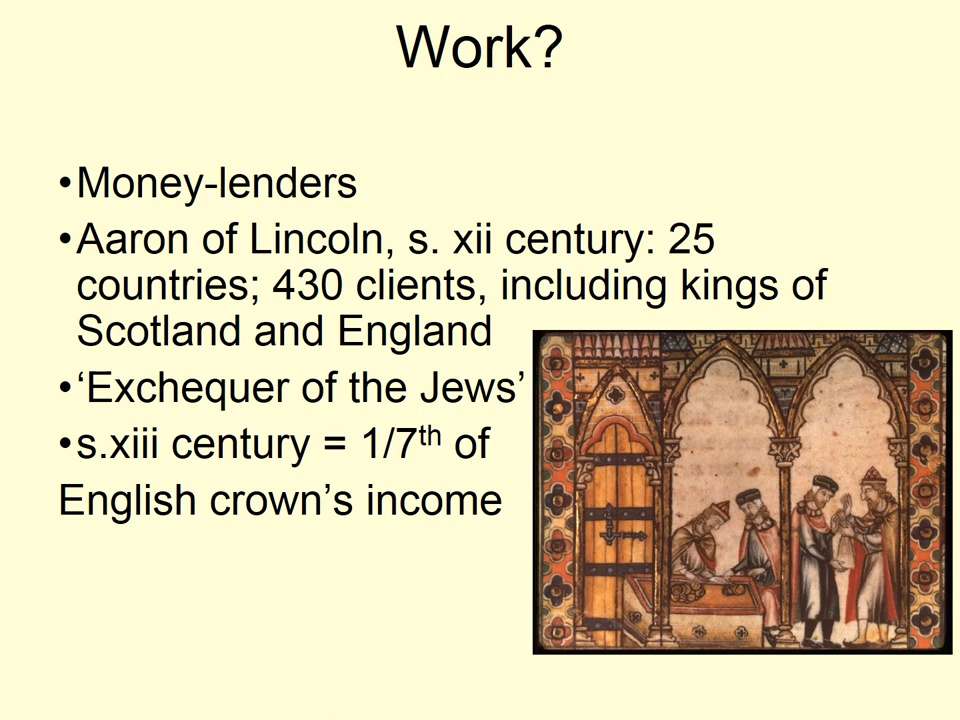 Work?
•Money-lenders
•Aaron of Lincoln, s. xii century: 25
countries; 430 clients, including kings of
Scotland and England
•‘Exchequer of the Jews’
•s.xiii century = 1/7th of
English crown’s income